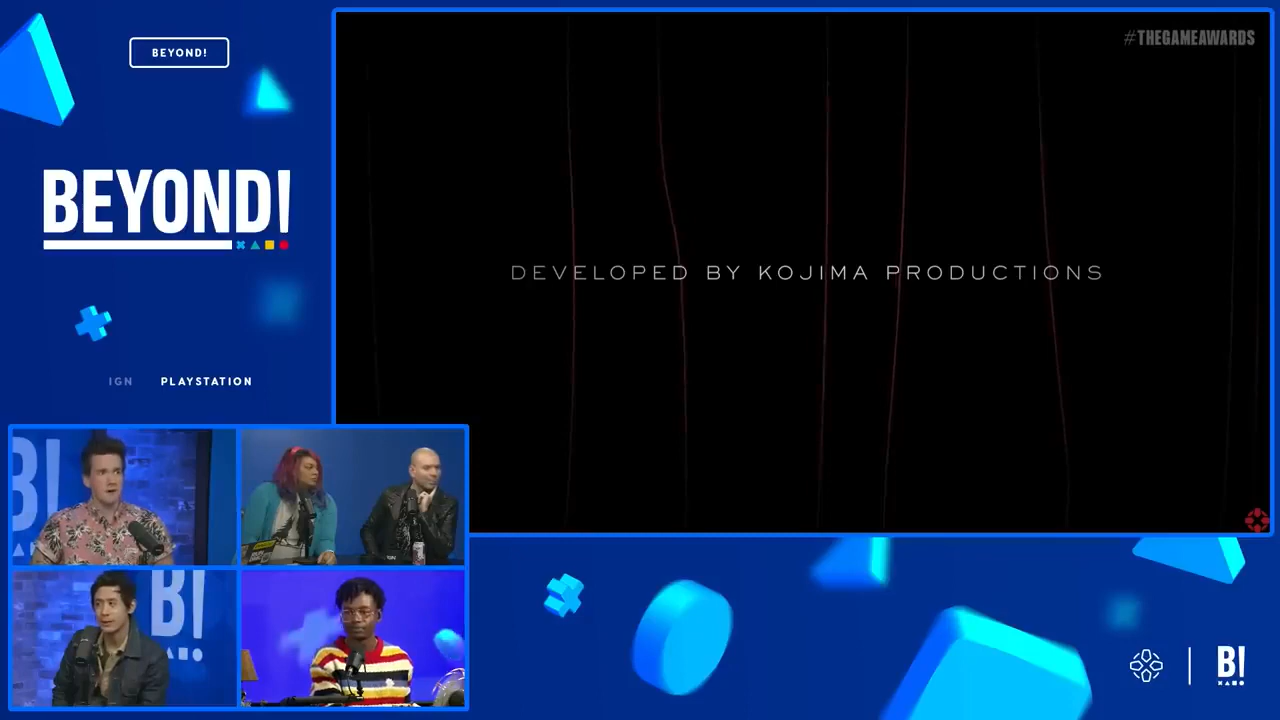 BEYOND!
BEYOND!
IGN PLAYSTATION
#THEGAMEAWARDS
DEVELOPED BY KOJIMA PRODUCTIONS
B!
B!
B!